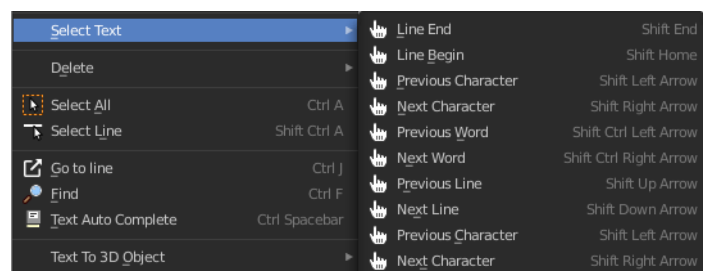 Select Text
Delete
Select All Ctrl A
Select Line Shift Ctrl A
Go to line Ctrl J
Find Ctrl F
Text Auto Complete Ctrl Spacebar
Text To 3D Object
Line End Shift End
Line Begin Shift Home
Previous Character Shift Left Arrow
Next Character Shift Right Arrow
Previous Word Shift Ctrl Left Arrow
Next Word Shift Ctrl Right Arrow
Previous Line Shift Up Arrow
Next Line Shift Down Arrow
Previous Character Shift Left Arrow
Next Character Shift Right Arrow